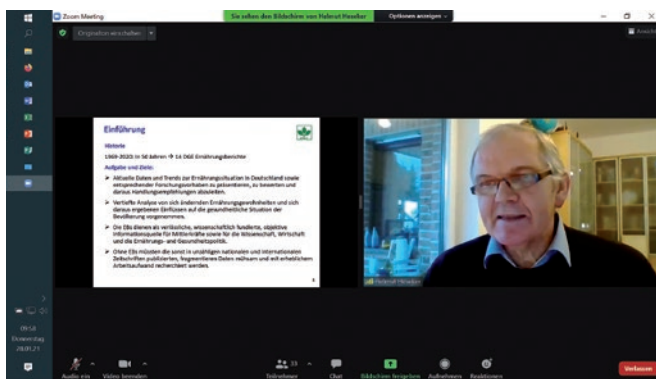 Zoom Meeting
Sie sehen den Bildschirm von Helmut Heseker
Optionen anzeigen
Originalton einschalten
Ansicht
Einführung
Historie
1969-2020: in 50 Jahren → 14 DGE Ernährungsberichte
Aufgabe und Ziele:
➢ Aktuelle Daten und Trends zur Ernährungssituation in Deutschland sowie
entsprechender Forschungsvorhaben zu präsentieren, zu bewerten und
daraus Handlungsempfehlungen abzuleiten.
➢ Vertiefte Analyse von sich ändernden Ernährungsgewohnheiten und sich
daraus ergebenen Einflüssen auf die gesundheitliche Situation der
Bevölkerung vorgenommen.
➢ Die EBs dienen als verlässliche, wissenschaftlich fundierte, objektive
Informationsquelle für Mittlerkräfte sowie für die Wissenschaft, Wirtschaft
und die Ernährungs- und Gesundheitspolitik.
➢ Ohne EBs müssten die sonst in unzähligen nationalen und internationalen
Zeitschriften publizierten, fragmentierten Daten mühsam und mit erheblichem
Arbeitsaufwand recherchiert werden.
Helmut Heseker
09:58
Donnerstag
28.01.21
Audio ein
Video beenden
33
Teilnehmer
Chat
Bildschirm freigeben
Aufnehmen
Reaktionen
Verlassen